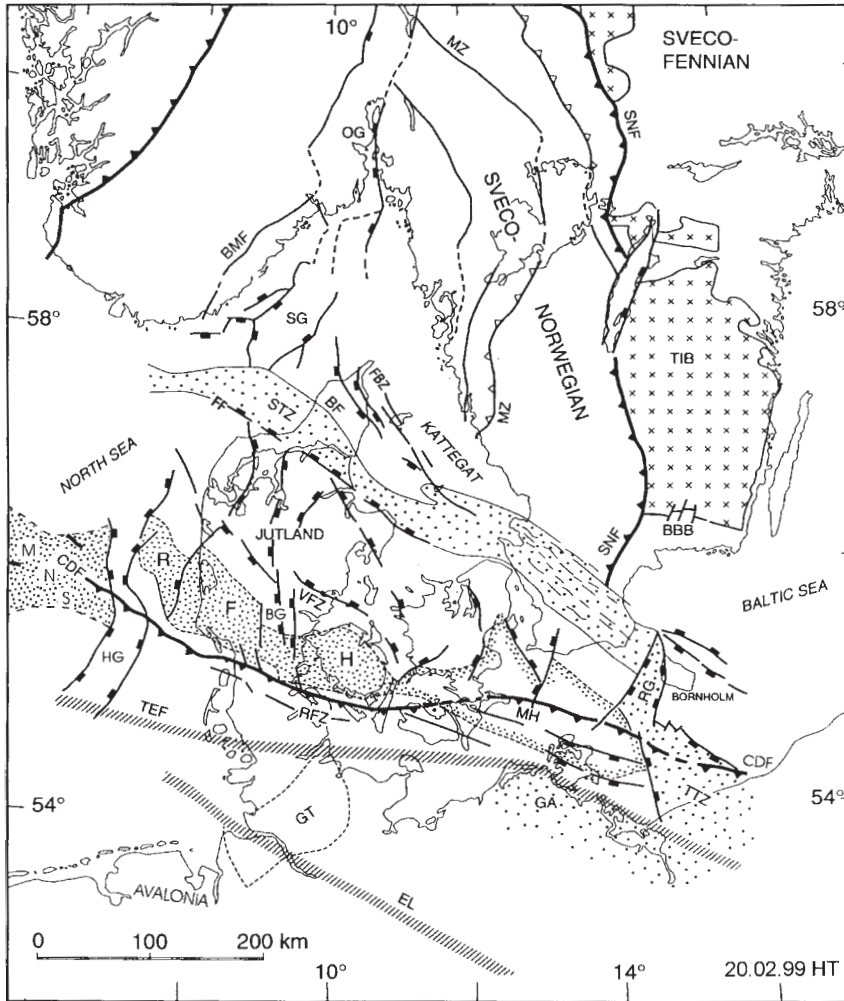 10°
MZ
SVECO-
FENNIAN
OG
SNF
SVECO-
BMF
58°
SG
NORWEGIAN
58°
TIB
FBZ
STZ
BF
FF
MZ
KATTEGAT
NORTH SEA
JUTLAND
BBB
SNF
M
N
S
CDF
R
VFZ
BALTIC SEA
F
BG
H
HG
RG
BORNHOLM
TEF
RFZ
MH
CDF
TTZ
54°
GT
GA
54°
AVALONIA
EL
0 100 200 km
10°
14°
20.02.99 HT